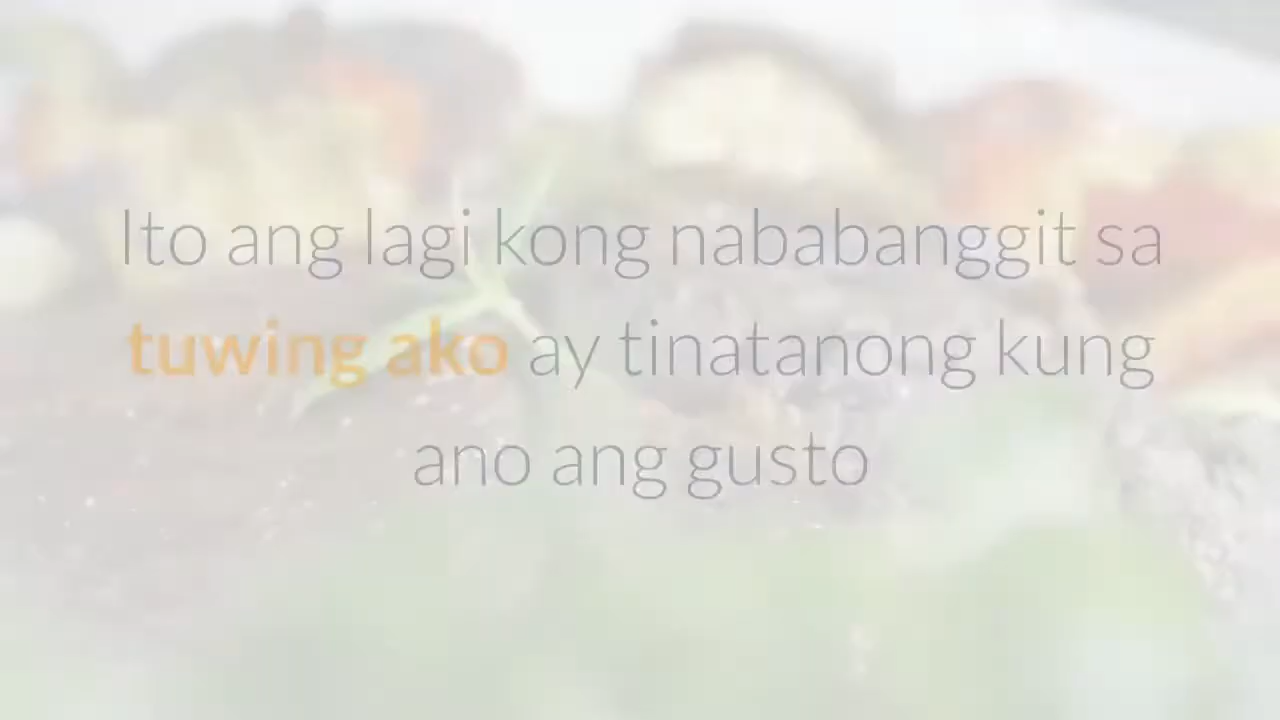 Ito ang lagi kong nababanggit sa
tuwing ako ay tinatanong kung
ano ang gusto